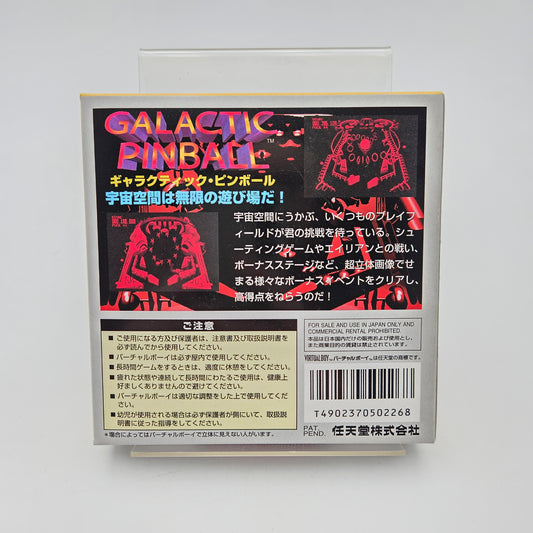 GALACTIC
PINBALL™
ギャラクティック・ピンボール
宇宙空間は無限の遊び場だ！
宇宙空間にうかぶ、いくつものプレイフ
ィールドが君の挑戦を待っている。シュ
ーティングゲームやエイリアンとの戦い、
ボーナスステージなど、超立体画像でせ
まる様々なボーナスイベントをクリアし、
高得点をねらうのだ！
ご注意
■ご使用になる方及び保護者は、注意書及び取扱説明書を必ず読んでから使用してください。
■バーチャルボーイは必ず屋内で使用してください。
■長時間ゲームをするときは、適度に休憩をしてください。
■疲れた状態や連続して長時間にわたるご使用は、健康上好ましくありませんので避けてください。
■バーチャルボーイは適切な調整をした上で使用してください。
■幼児が使用される場合は必ず保護者が側にいて、取扱説明書に従った指導をしてください。
*場合によってはバーチャルボーイで立体に見えない人がいます。
FOR SALE AND USE IN JAPAN ONLY AND
COMMERCIAL RENTAL PROHIBITED.
本品は日本国内だけの販売および使用とし、
また商業目的の賃貸は禁止されています。
VIRTUAL BOY™、バーチャルボーイ™は任天堂の商標です。
T4902370502268
PAT.
PEND.
任天堂株式会社